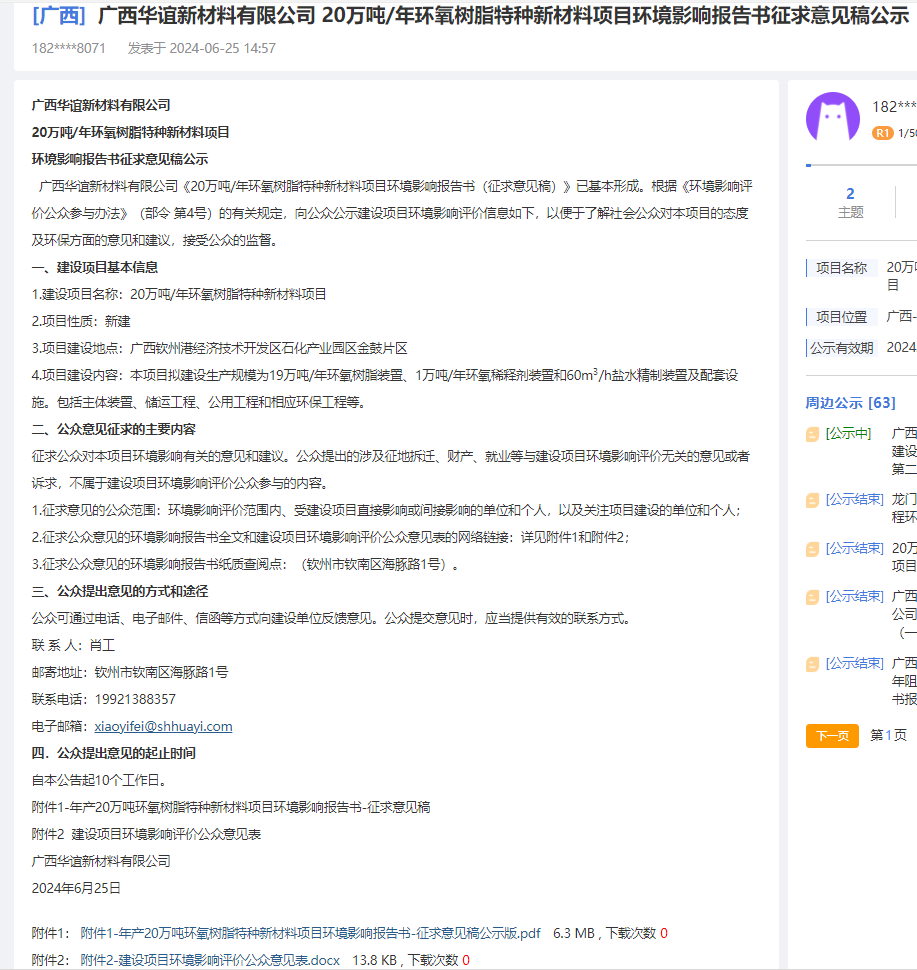 [广西] 广西华谊新材料有限公司 20万吨/年环氧树脂特种新材料项目环境影响报告书征求意见稿公示
182****8071 发表于 2024-06-25 14:57
广西华谊新材料有限公司
20万吨/年环氧树脂特种新材料项目
环境影响报告书征求意见稿公示
广西华谊新材料有限公司《20万吨/年环氧树脂特种新材料项目环境影响报告书（征求意见稿）》已基本形成。根据《环境影响评
价公众参与办法》（部令 第4号）的有关规定，向公众公示建设项目环境影响评价信息如下，以便于了解社会公众对本项目的态度
及环保方面的意见和建议，接受公众的监督。
一、建设项目基本信息
1.建设项目名称：20万吨/年环氧树脂特种新材料项目
2.项目性质：新建
3.项目建设地点：广西钦州港经济技术开发区石化产业园区金鼓片区
4.项目建设内容：本项目拟建设生产规模为19万吨/年环氧树脂装置、1万吨/年环氧稀释剂装置和60m³/h盐水精制装置及配套设
施。包括主体装置、储运工程、公用工程和相应环保工程等。
二、公众意见征求的主要内容
征求公众对本项目环境影响有关的意见和建议。公众提出的涉及征地拆迁、财产、就业等与建设项目环境影响评价无关的意见或者
诉求，不属于建设项目环境影响评价公众参与的内容。
1.征求意见的公众范围：环境影响评价范围内、受建设项目直接影响或间接影响的单位和个人，以及关注项目建设的单位和个人；
2.征求公众意见的环境影响报告书全文和建设项目环境影响评价公众意见表的网络链接：详见附件1和附件2；
3.征求公众意见的环境影响报告书纸质查阅点：（钦州市钦南区海豚路1号）。
三、公众提出意见的方式和途径
公众可通过电话、电子邮件、信函等方式向建设单位反馈意见。公众提交意见时，应当提供有效的联系方式。
联 系 人：肖工
邮寄地址：钦州市钦南区海豚路1号
联系电话：19921388357
电子邮箱：xiaoyifei@shhuayi.com
四．公众提出意见的起止时间
自本公告起10个工作日。
附件1-年产20万吨环氧树脂特种新材料项目环境影响报告书-征求意见稿
附件2 建设项目环境影响评价公众意见表
广西华谊新材料有限公司
2024年6月25日
附件1： 附件1-年产20万吨环氧树脂特种新材料项目环境影响报告书-征求意见稿公示版.pdf 6.3 MB , 下载次数 0
附件2： 附件2-建设项目环境影响评价公众意见表.docx 13.8 KB , 下载次数 0
182***
R1 1/50
2
主题
项目名称 20万吨
目
项目位置 广西-
公示有效期 2024
周边公示 [63]
[公示中] 广西
建设
第二
[公示结束] 龙门
程环
[公示结束] 20万
项目
[公示结束] 广西
公司
（一
[公示结束] 广西
年阻
书报
下一页 第1页